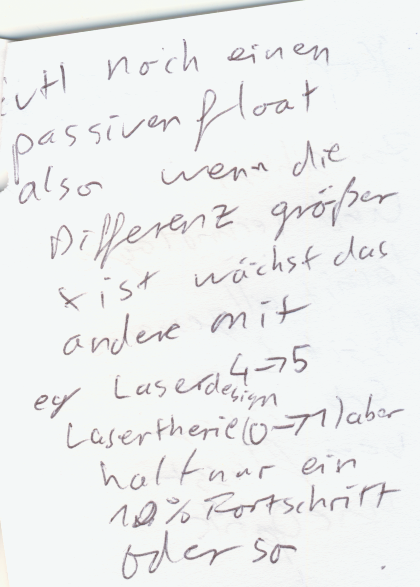 evtl noch einen
passiven float
also wenn die
Differenz größer
x ist wächst das
andere mit
eg Laserdesign 4->5
Lasertherie (0->1) aber
halt nur ein
10% Fortschritt
oder so